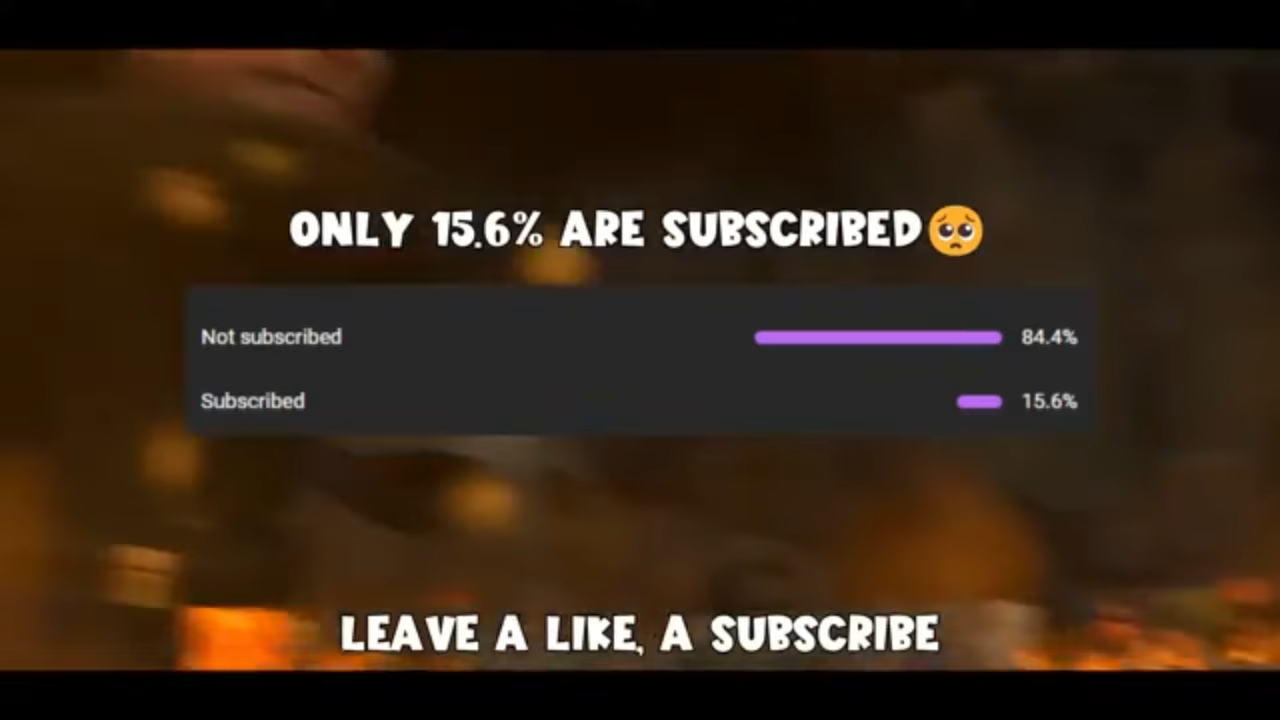 ONLY 15.6% ARE SUBSCRIBED🥺
Not subscribed 84.4%
Subscribed 15.6%
LEAVE A LIKE, A SUBSCRIBE